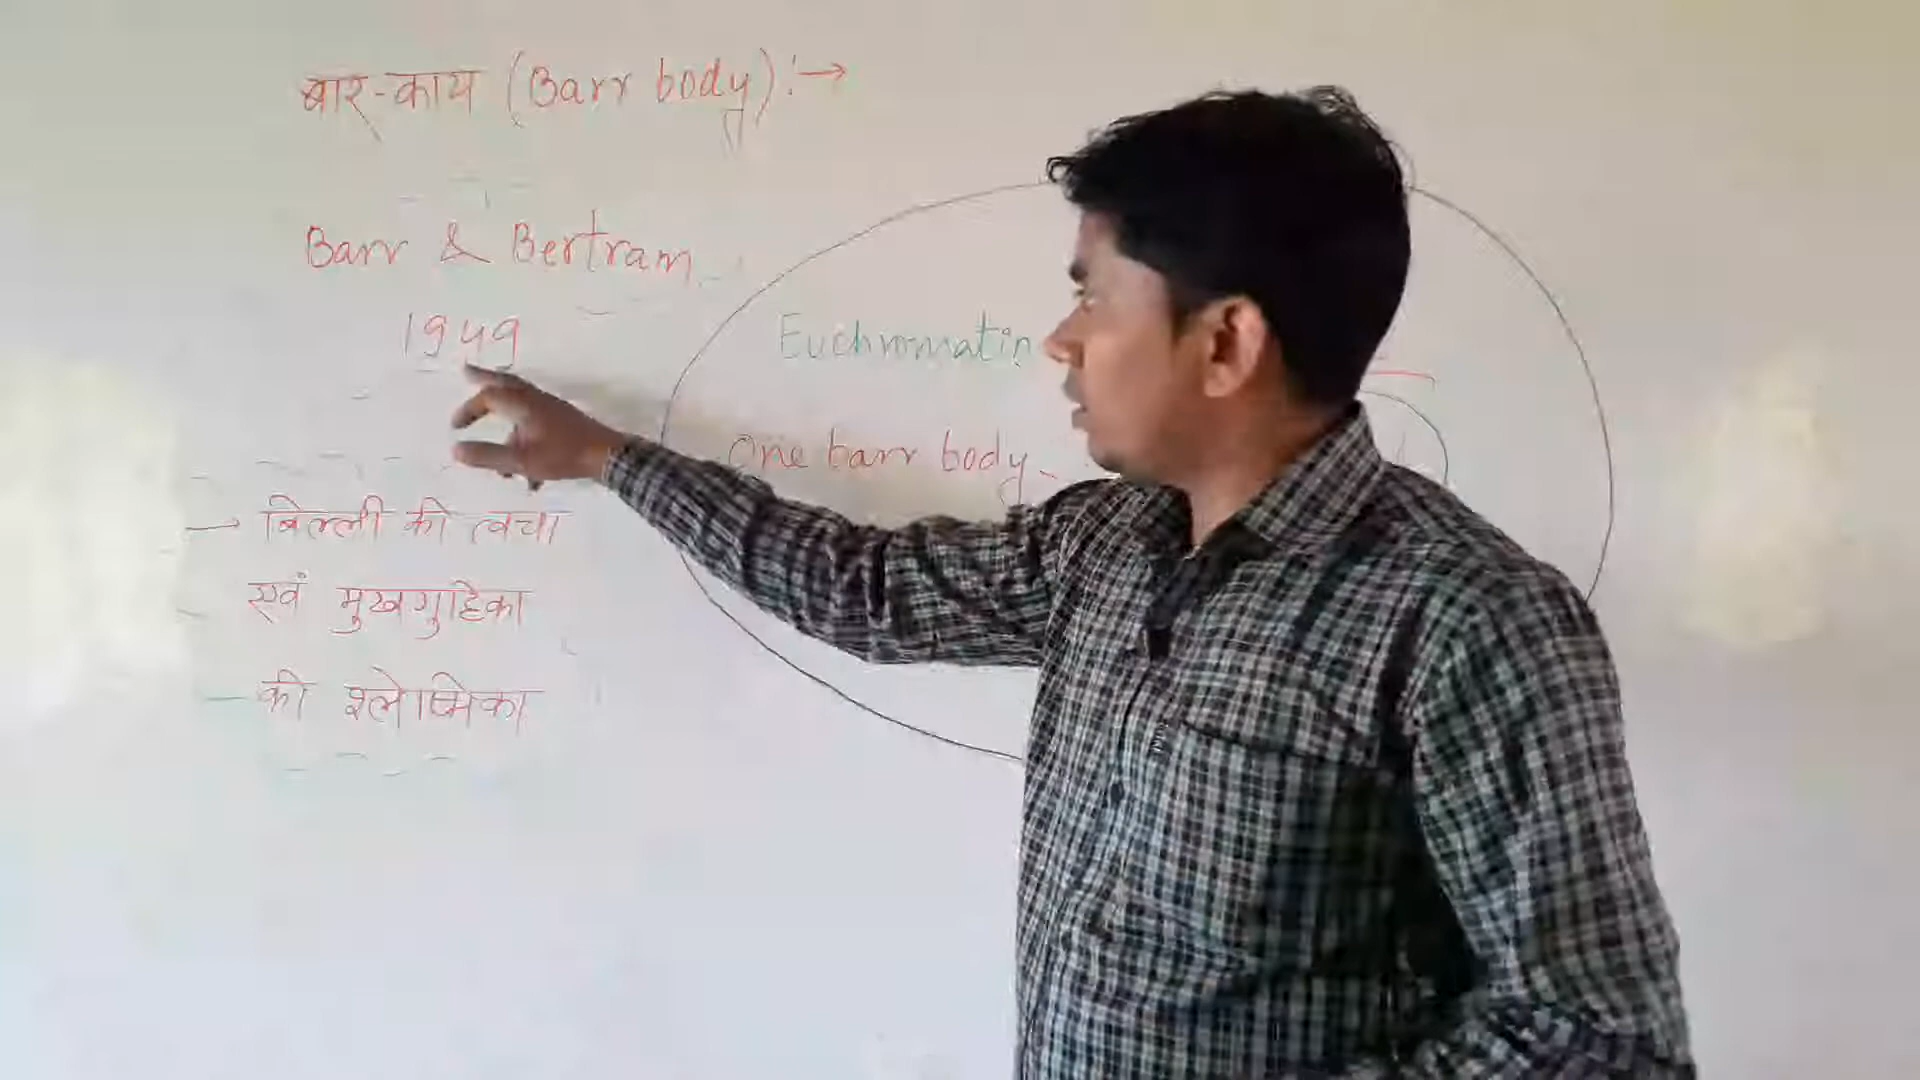 बार-काय (Barr body):→
Barr & Bertram
1949
Euchromatin
One barr body
→ बिल्ली की त्वचा
एवं मुखगुहिका
की श्लेष्मिका